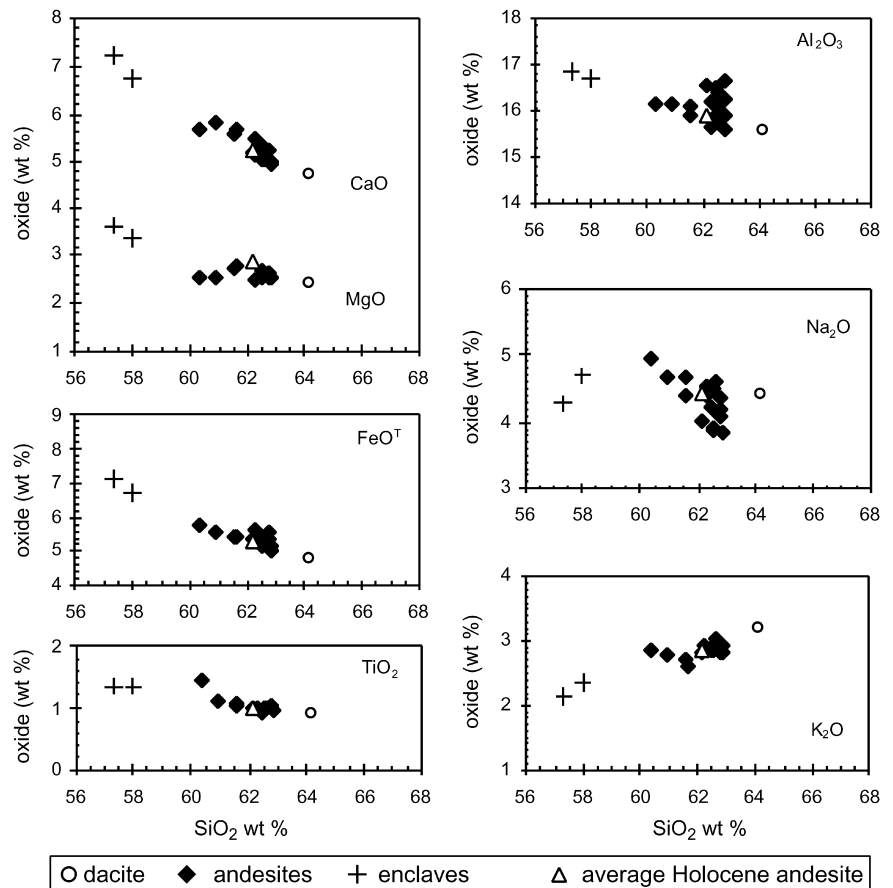 8
7
6
5
4
3
2
1
oxide (wt %)
CaO
MgO
56 58 60 62 64 66 68
9
8
7
6
5
4
oxide (wt %)
FeOᵀ
56 58 60 62 64 66 68
2
1
0
oxide (wt %)
TiO₂
56 58 60 62 64 66 68
SiO₂ wt %
18
17
16
15
14
oxide (wt %)
Al₂O₃
56 58 60 62 64 66 68
6
5
4
3
oxide (wt %)
Na₂O
56 58 60 62 64 66 68
4
3
2
1
oxide (wt %)
K₂O
56 58 60 62 64 66 68
SiO₂ wt %
dacite andesites enclaves average Holocene andesite